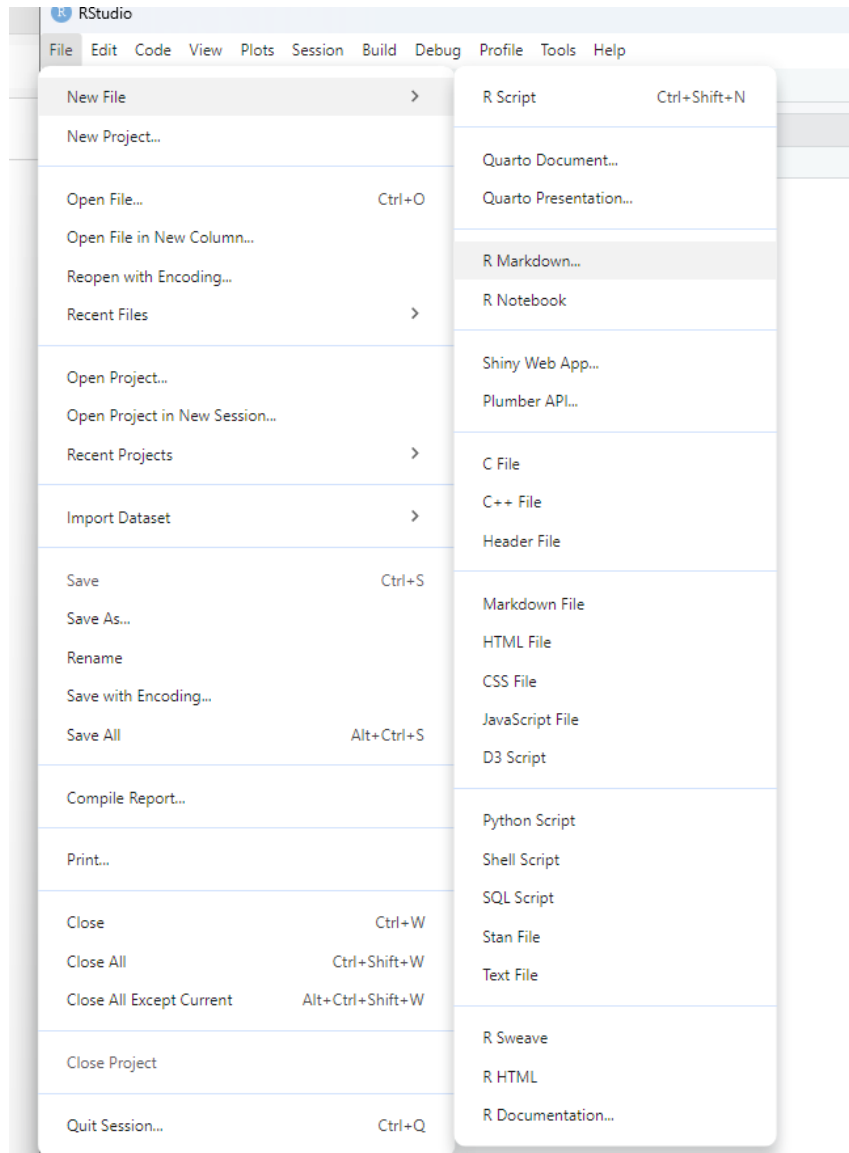 R RStudio
File Edit Code View Plots Session Build Debug Profile Tools Help
New File >
New Project...
Open File... Ctrl+O
Open File in New Column...
Reopen with Encoding...
Recent Files >
Open Project...
Open Project in New Session...
Recent Projects >
Import Dataset >
Save Ctrl+S
Save As...
Rename
Save with Encoding...
Save All Alt+Ctrl+S
Compile Report...
Print...
Close Ctrl+W
Close All Ctrl+Shift+W
Close All Except Current Alt+Ctrl+Shift+W
Close Project
Quit Session... Ctrl+Q
R Script Ctrl+Shift+N
Quarto Document...
Quarto Presentation...
R Markdown...
R Notebook
Shiny Web App...
Plumber API...
C File
C++ File
Header File
Markdown File
HTML File
CSS File
JavaScript File
D3 Script
Python Script
Shell Script
SQL Script
Stan File
Text File
R Sweave
R HTML
R Documentation...